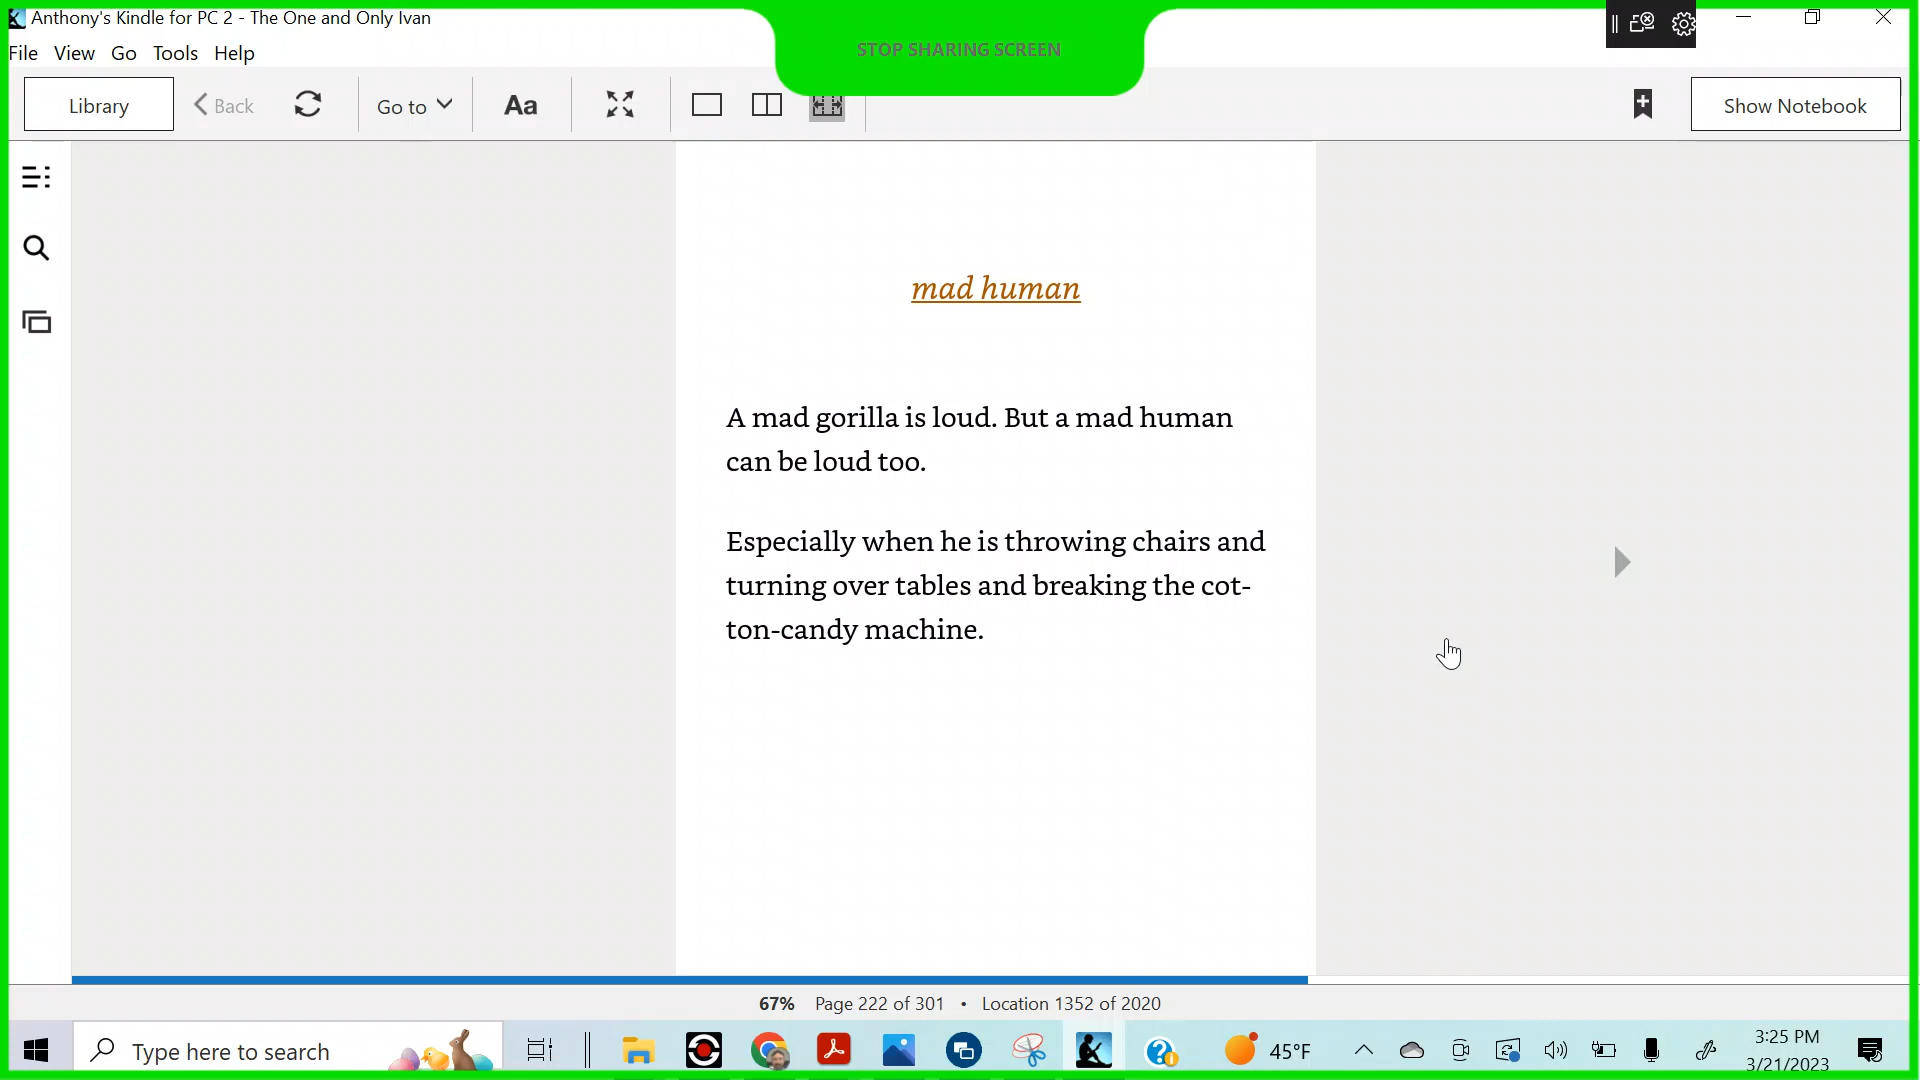 Anthony's Kindle for PC 2 - The One and Only Ivan
STOP SHARING SCREEN
File View Go Tools Help
Library Back Go to Aa Show Notebook
mad human
A mad gorilla is loud. But a mad human
can be loud too.
Especially when he is throwing chairs and
turning over tables and breaking the cot-
ton-candy machine.
67% Page 222 of 301 • Location 1352 of 2020
Type here to search
45°F
3:25 PM
3/21/2023